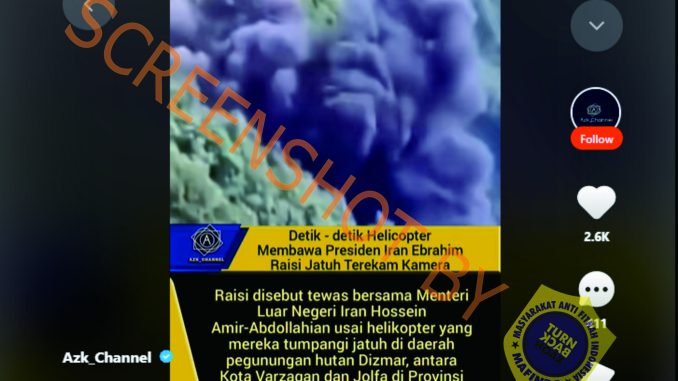 SCREENSHOT BY
Azk_Channel
Follow
2.6K
A
AZK_CHANNEL
Detik - detik Helicopter
Membawa Presiden Iran Ebrahim
Raisi Jatuh Terekam Kamera
Raisi disebut tewas bersama Menteri
Luar Negeri Iran Hossein
Amir-Abdollahian usai helikopter yang
mereka tumpangi jatuh di daerah
pegunungan hutan Dizmar, antara
Kota Varzagan dan Jolfa di Provinsi
Azk_Channel
MASYARAKAT ANTI FITNAH INDONESIA
TURN
BACK